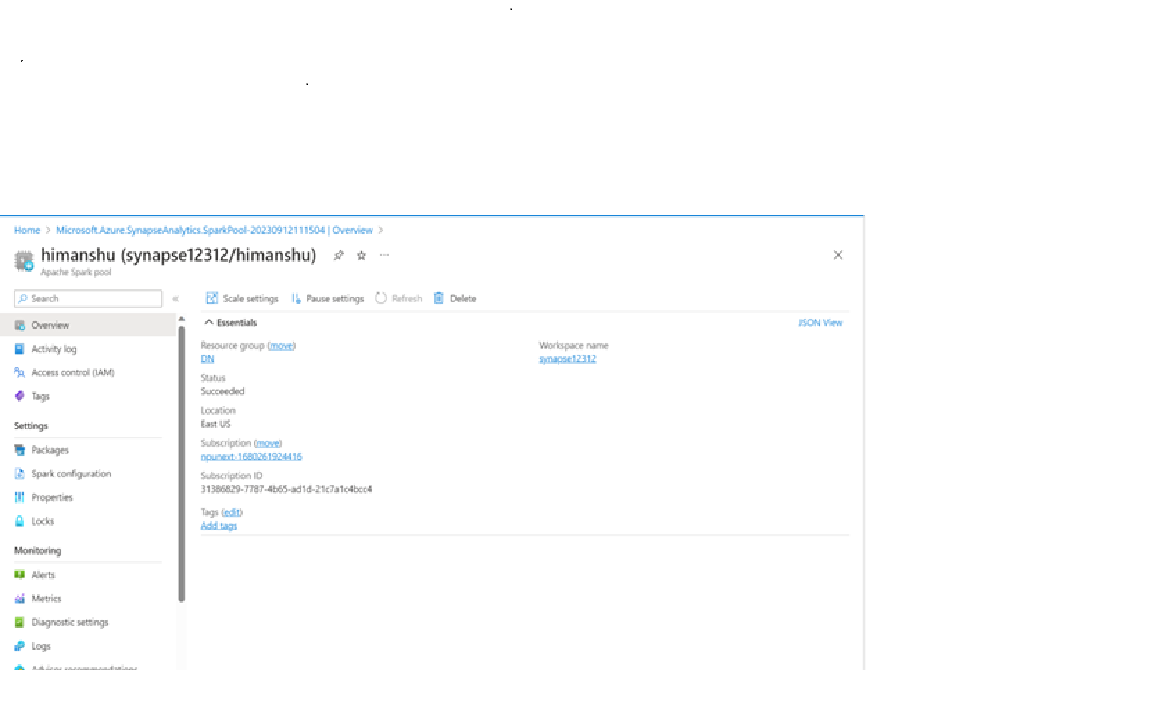 Home > Microsoft.Azure.SynapseAnalytics.SparkPool-20230912111504 | Overview >
himanshu (synapse12312/himanshu)
Apache Spark pool
Search
Scale settings Pause settings Refresh Delete
Overview
Activity log
Access control (IAM)
Tags
Settings
Packages
Spark configuration
Properties
Locks
Monitoring
Alerts
Metrics
Diagnostic settings
Logs
Advisor recommendations
Essentials JSON View
Resource group (move)
DN
Status
Succeeded
Location
East US
Subscription (move)
npunext-1680261924416
Subscription ID
31386829-7787-4b65-ad1d-21c7a1c4bcc4
Tags (edit)
Add tags
Workspace name
synapse12312